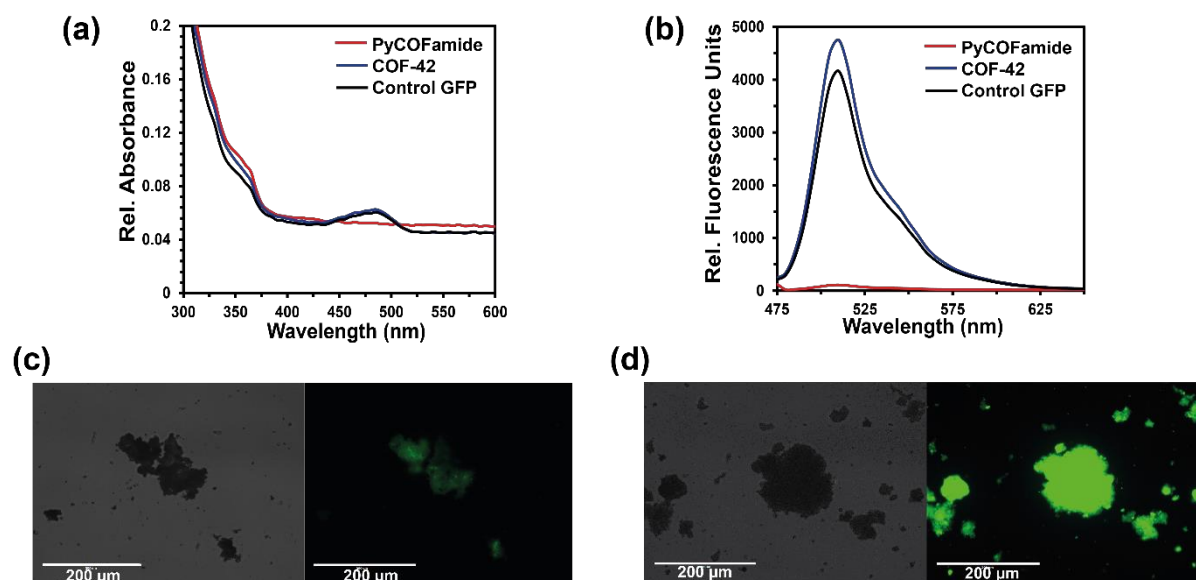 (a)
0.2
0.16
0.12
0.08
0.04
0
300 350 400 450 500 550 600
Rel. Absorbance
Wavelength (nm)
PyCOFamide
COF-42
Control GFP
(b)
5000
4000
3000
2000
1000
0
475 525 575 625
Rel. Fluorescence Units
Wavelength (nm)
PyCOFamide
COF-42
Control GFP
(c)
200 μm
200 μm
(d)
200 μm
200 μm